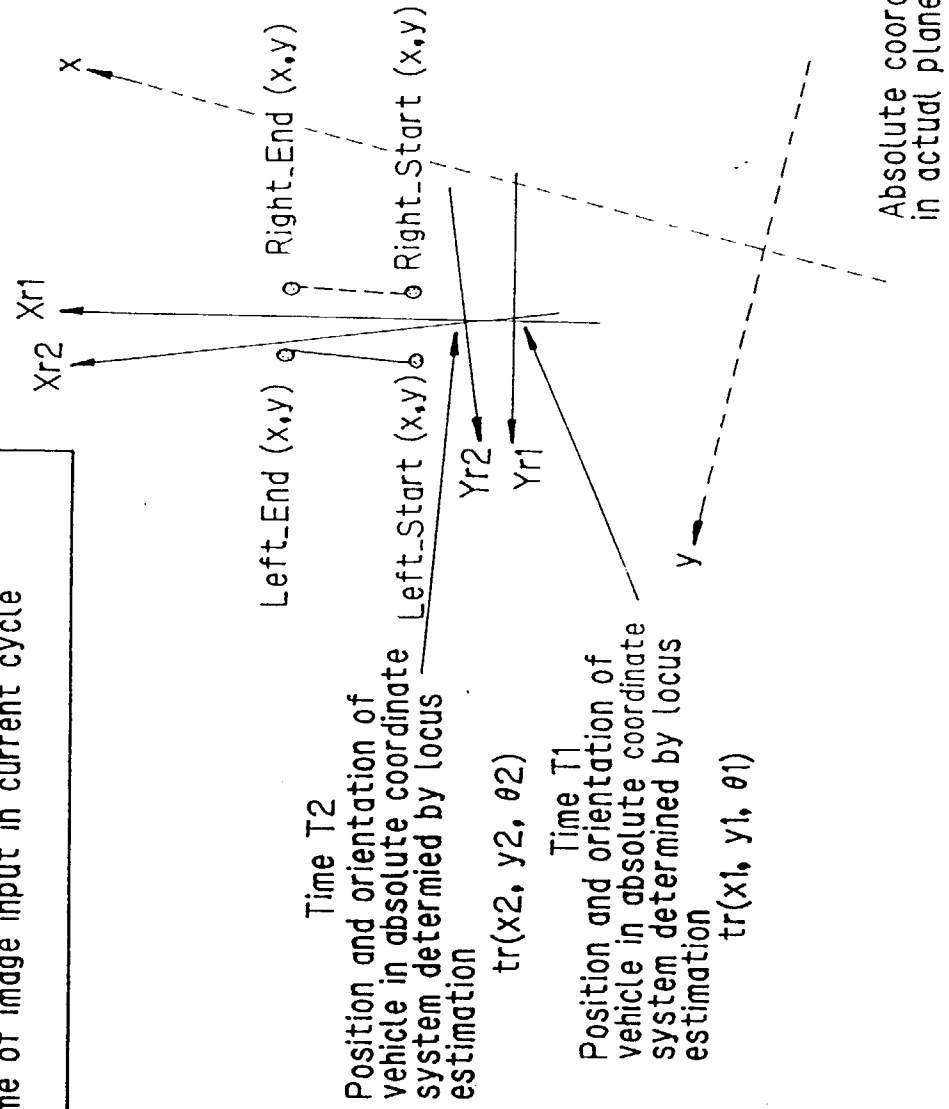 me of image input in current cycle
x
Xr1
Xr2
Right_End (x,y)
Left_End (x,y)
Right_Start (x,y)
Left_Start (x,y)
Yr2
Yr1
y
Time T2
Position and orientation of
vehicle in absolute coordinate
system determied by locus
estimation
tr(x2, y2, θ2)
Time T1
Position and orientation of
vehicle in absolute coordinate
system determined by locus
estimation
tr(x1, y1, θ1)
Absolute coord
in actual plane